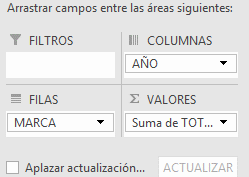 Arrastrar campos entre las áreas siguientes:
FILTROS
COLUMNAS
AÑO
FILAS
Σ VALORES
MARCA
Suma de TOT...
Aplazar actualización...
ACTUALIZAR